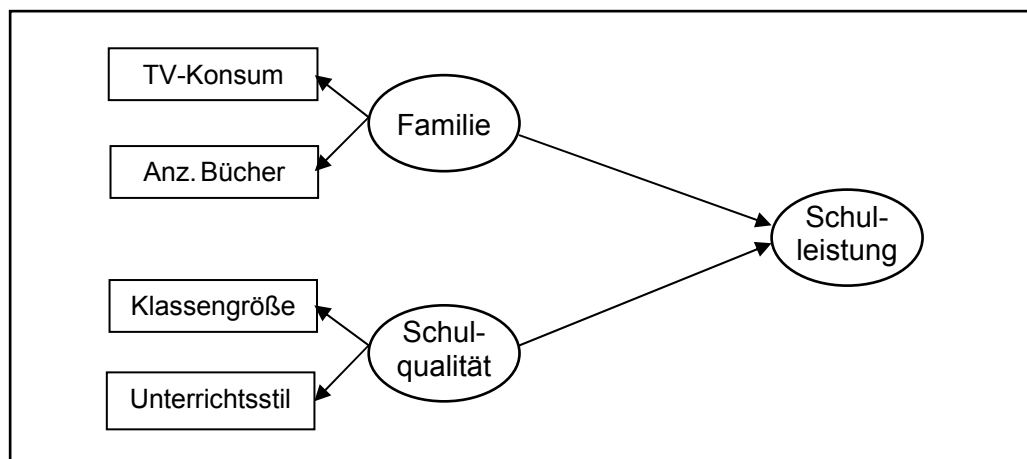 TV-Konsum
Familie
Anz. Bücher
Schul-
leistung
Klassengröße
Schul-
qualität
Unterrichtsstil